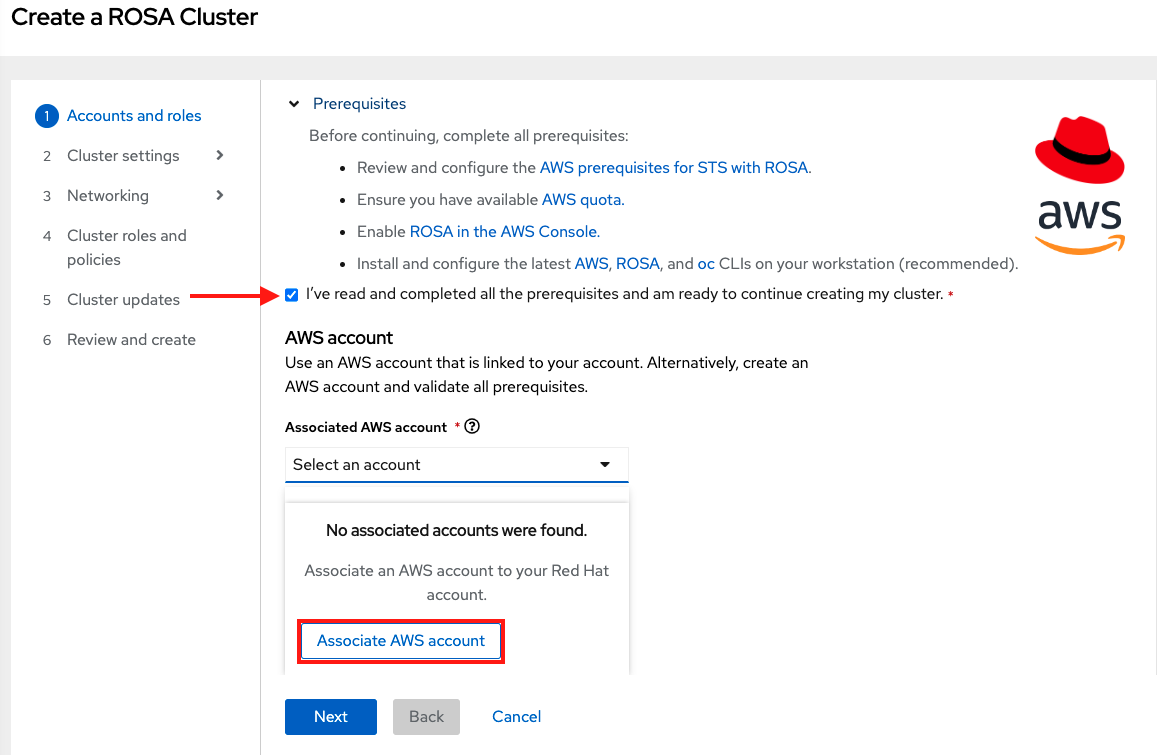 Create a ROSA Cluster
1 Accounts and roles
2 Cluster settings
3 Networking
4 Cluster roles and
policies
5 Cluster updates
6 Review and create
Prerequisites
Before continuing, complete all prerequisites:
• Review and configure the AWS prerequisites for STS with ROSA.
• Ensure you have available AWS quota.
• Enable ROSA in the AWS Console.
• Install and configure the latest AWS, ROSA, and oc CLIs on your workstation (recommended).
I've read and completed all the prerequisites and am ready to continue creating my cluster. *
aws
AWS account
Use an AWS account that is linked to your account. Alternatively, create an
AWS account and validate all prerequisites.
Associated AWS account * ?
Select an account
No associated accounts were found.
Associate an AWS account to your Red Hat
account.
Associate AWS account
Next Back Cancel